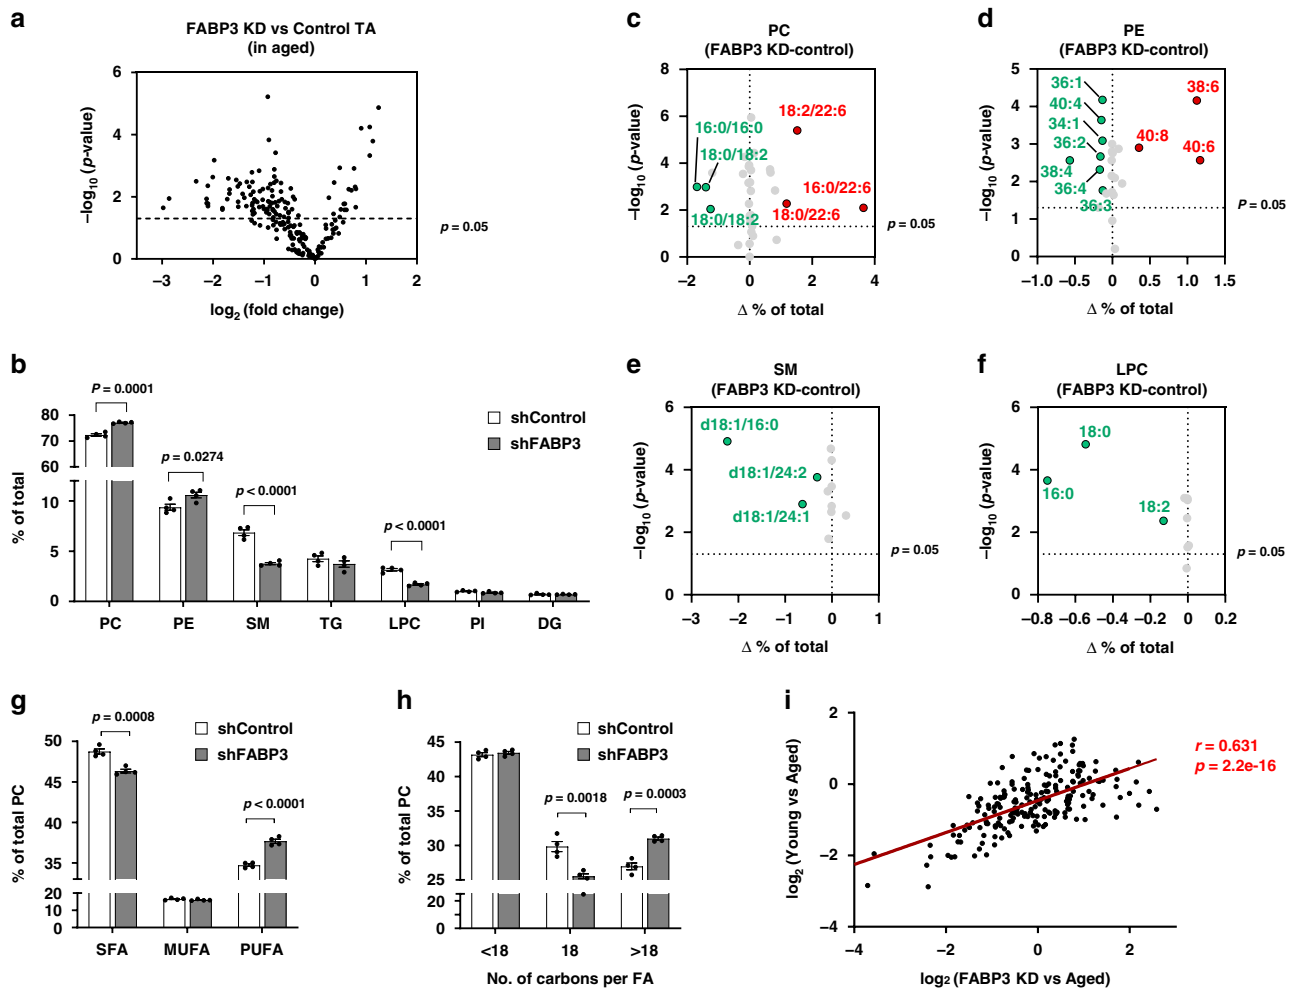 a
FABP3 KD vs Control TA
(in aged)
–log10 (p-value)
6
4
2
0
p = 0.05
–3
–2
–1
0
1
2
log2 (fold change)
c
PC
(FABP3 KD-control)
–log10 (p-value)
8
6
4
2
0
18:2/22:6
16:0/16:0
18:0/18:2
16:0/22:6
18:0/18:2
18:0/22:6
p = 0.05
–2
0
2
4
Δ % of total
d
PE
(FABP3 KD-control)
–log10 (p-value)
5
4
3
2
1
0
36:1
38:6
40:4
34:1
40:8
36:2
40:6
38:4
36:4
36:3
p = 0.05
–1.0
–0.5
0
0.5
1.0
1.5
Δ % of total
b
% of total
80
70
60
10
5
0
P = 0.0001
p = 0.0274
p < 0.0001
p < 0.0001
shControl
shFABP3
PC
PE
SM
TG
LPC
PI
DG
e
SM
(FABP3 KD-control)
–log10 (p-value)
6
4
2
0
d18:1/16:0
d18:1/24:2
d18:1/24:1
p = 0.05
–3
–2
–1
0
1
Δ % of total
f
LPC
(FABP3 KD-control)
–log10 (p-value)
6
4
2
0
18:0
16:0
18:2
p = 0.05
–0.8
–0.6
–0.4
–0.2
0
0.2
Δ % of total
g
% of total PC
50
45
40
35
20
10
0
p = 0.0008
p < 0.0001
shControl
shFABP3
SFA
MUFA
PUFA
h
% of total PC
45
40
35
30
25
20
0
shControl
shFABP3
p = 0.0018
p = 0.0003
<18
18
>18
No. of carbons per FA
i
log2 (Young vs Aged)
2
0
–2
–4
r = 0.631
p = 2.2e-16
–4
–2
0
2
log2 (FABP3 KD vs Aged)